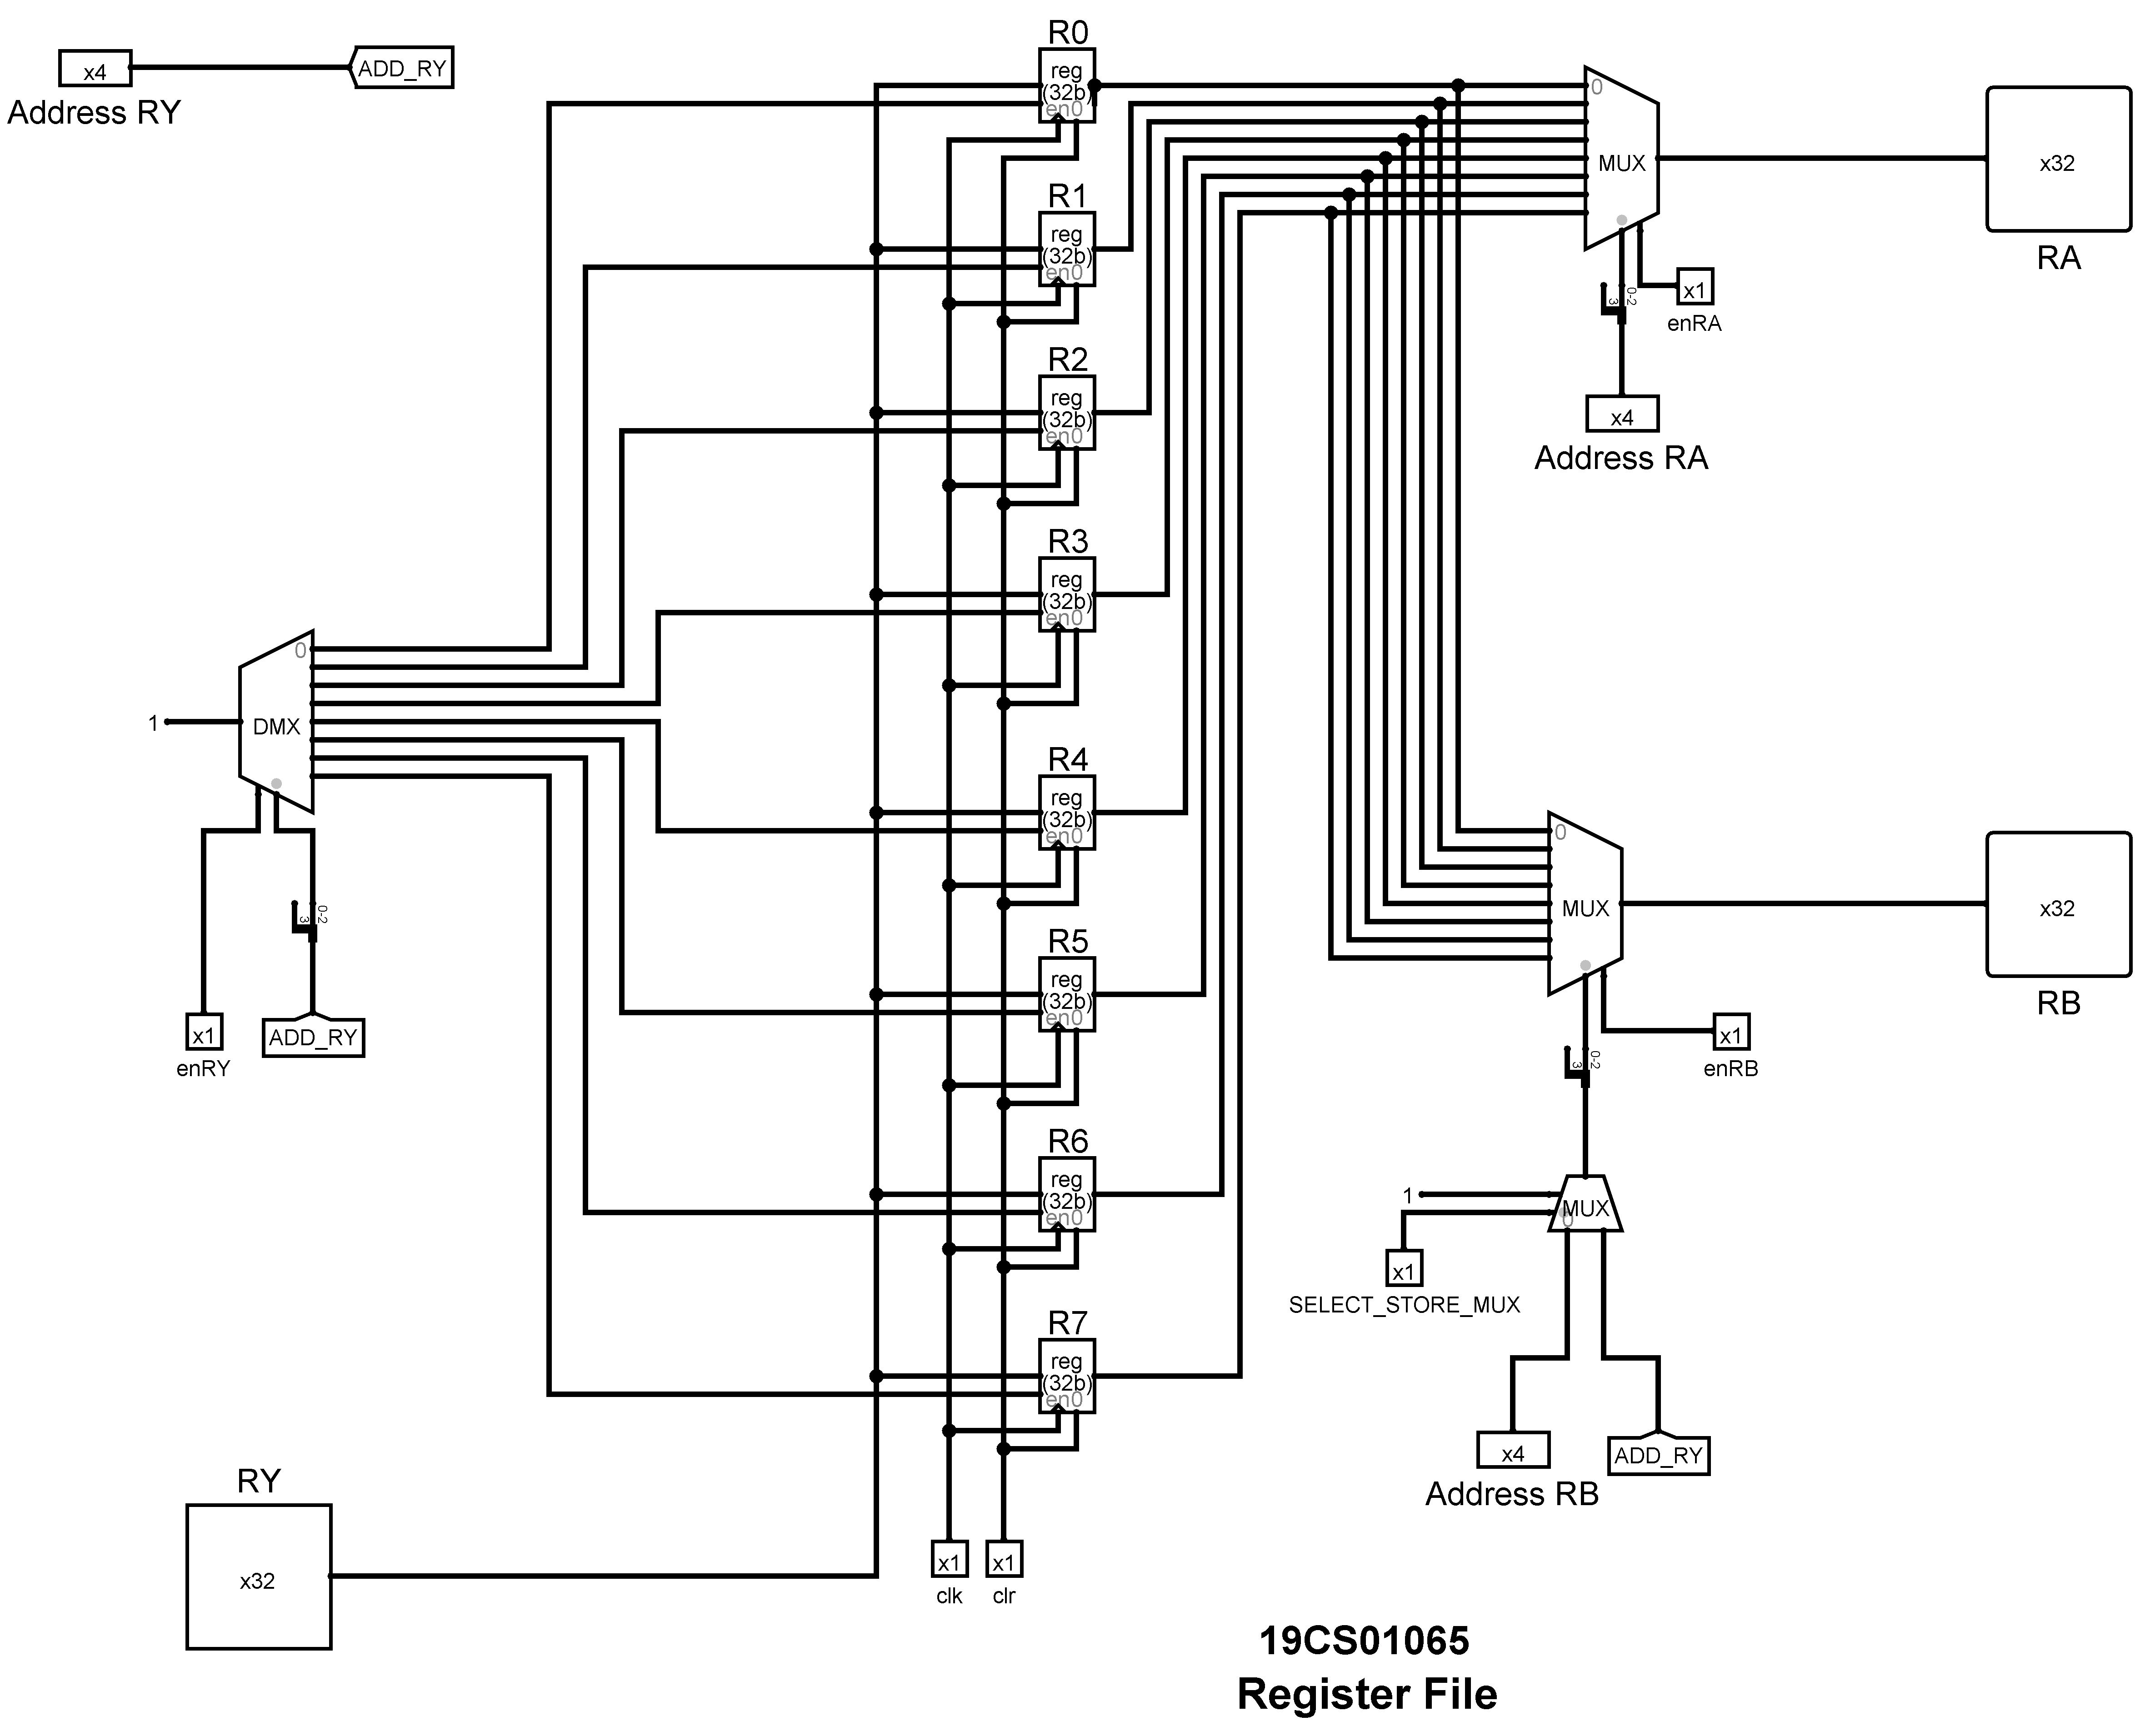 x4
ADD_RY
Address RY
R0
reg
(32b)
en0
R1
reg
(32b)
en0
R2
reg
(32b)
en0
R3
reg
(32b)
en0
R4
reg
(32b)
en0
R5
reg
(32b)
en0
R6
reg
(32b)
en0
R7
reg
(32b)
en0
0
MUX
x32
RA
3
0-2
x1
enRA
x4
Address RA
0
1
DMX
3
0-2
x1
enRY
ADD_RY
0
MUX
x32
RB
3
0-2
x1
enRB
1
MUX
0
x1
SELECT_STORE_MUX
x4
Address RB
ADD_RY
RY
x32
x1
clk
x1
clr
19CS01065
Register File